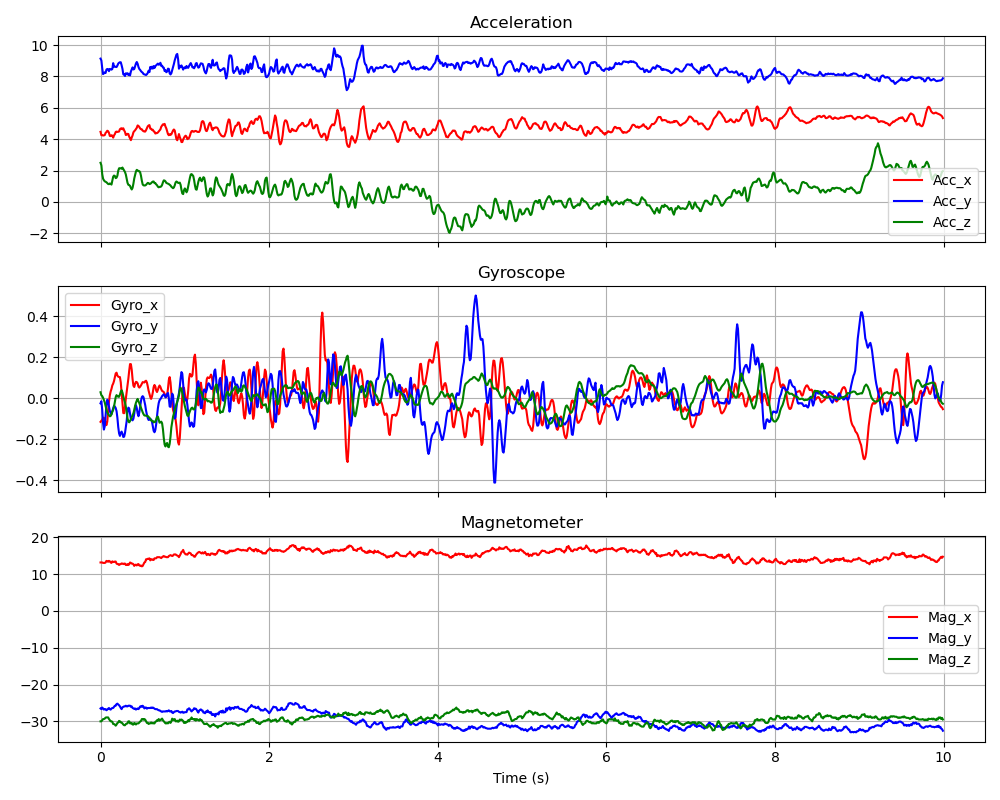 Acceleration
10
8
6
4
2
0
−2
Acc_x
Acc_y
Acc_z
Gyroscope
0.4
0.2
0.0
−0.2
−0.4
Gyro_x
Gyro_y
Gyro_z
Magnetometer
20
10
0
−10
−20
−30
Mag_x
Mag_y
Mag_z
0 2 4 6 8 10
Time (s)